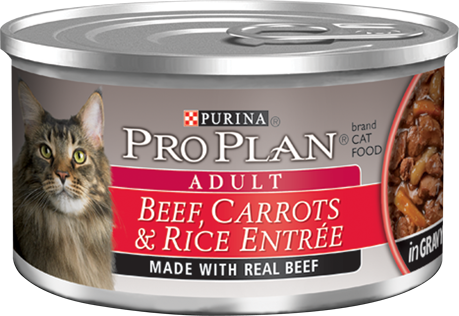 PURINA®
PRO PLAN®
brand
CAT
FOOD
ADULT
BEEF, CARROTS
& RICE ENTRÉE
MADE WITH REAL BEEF
in GRAVY